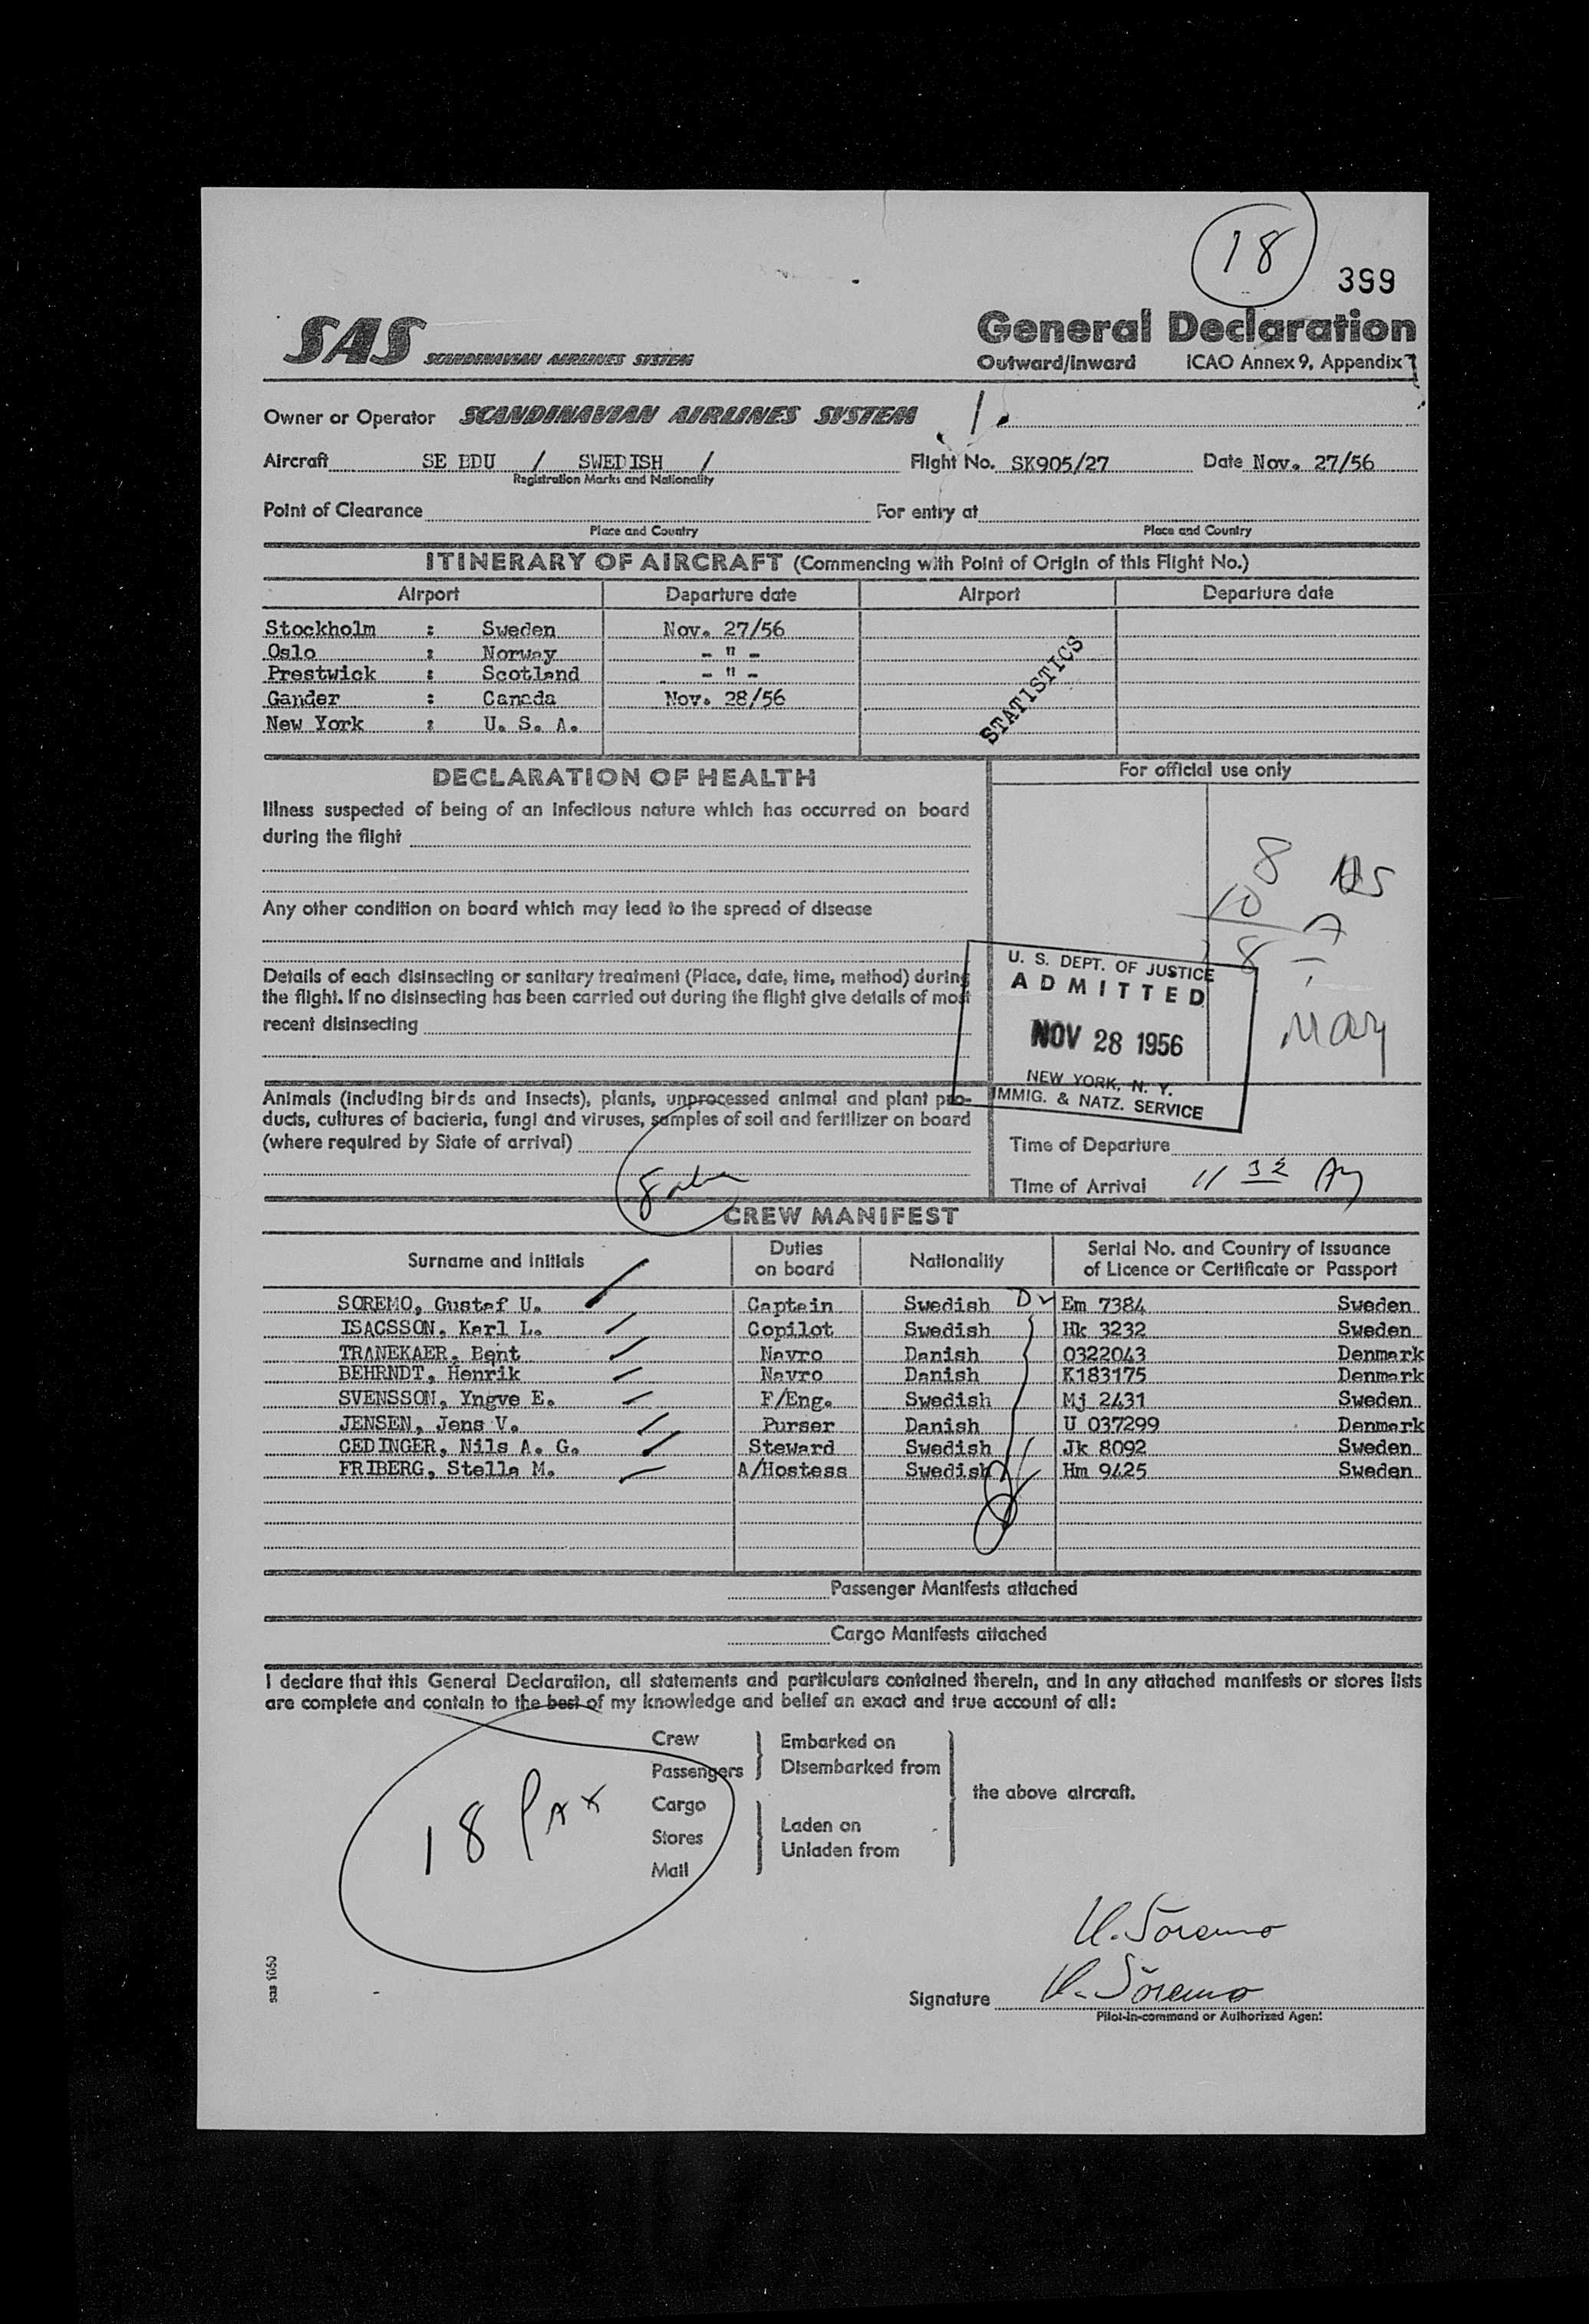 18
399
SAS SCANDINAVIAN AIRLINES SYSTEM
General Declaration
Outward/Inward ICAO Annex 9, Appendix 1
Owner or Operator SCANDINAVIAN AIRLINES SYSTEM 1.
Aircraft SE BDU / SWEDISH / Flight No. SK905/27 Date Nov. 27/56
Registration Marks and Nationality
Point of Clearance For entry at
Place and Country Place and Country
ITINERARY OF AIRCRAFT (Commencing with Point of Origin of this Flight No.)
Airport Departure date Airport Departure date
Stockholm : Sweden Nov. 27/56
Oslo : Norway - " -
Prestwick : Scotland - " -
Gander : Canada Nov. 28/56
New York : U. S. A.
STATISTICS
DECLARATION OF HEALTH
For official use only
Illness suspected of being of an infectious nature which has occurred on board
during the flight
Any other condition on board which may lead to the spread of disease
Details of each disinsecting or sanitary treatment (Place, date, time, method) during
the flight. If no disinsecting has been carried out during the flight give details of most
recent disinsecting
8
10
18
U. S. DEPT. OF JUSTICE
ADMITTED
NOV 28 1956
NEW YORK, N. Y.
IMMIG. & NATZ. SERVICE
Animals (including birds and insects), plants, unprocessed animal and plant pro-
ducts, cultures of bacteria, fungi and viruses, samples of soil and fertilizer on board
(where required by State of arrival)
Time of Departure
Time of Arrival 11 32 A
CREW MANIFEST
Surname and Initials Duties on board Nationality Serial No. and Country of Issuance of Licence or Certificate or Passport
SOREMO, Gustaf U. Captain Swedish Em 7384 Sweden
ISACSSON, Karl L. Copilot Swedish Hk 3232 Sweden
TRANEKAER, Bent Navro Danish 0322043 Denmark
BEHRNDT, Henrik Navro Danish K183175 Denmark
SVENSSON, Yngve E. F/Eng. Swedish Mj 2431 Sweden
JENSEN, Jens V. Purser Danish U 037299 Denmark
CEDINGER, Nils A. G. Steward Swedish Jk 8092 Sweden
FRIBERG, Stella M. A/Hostess Swedish Hm 9425 Sweden
Passenger Manifests attached
Cargo Manifests attached
I declare that this General Declaration, all statements and particulars contained therein, and in any attached manifests or stores lists
are complete and contain to the best of my knowledge and belief an exact and true account of all:
Crew
Passengers
Embarked on
Disembarked from
Cargo
Stores
Mail
Laden on
Unladen from
the above aircraft.
18 Pax
U. Söremo
Signature U. Söremo
Pilot-in-command or Authorized Agent
sas 1050